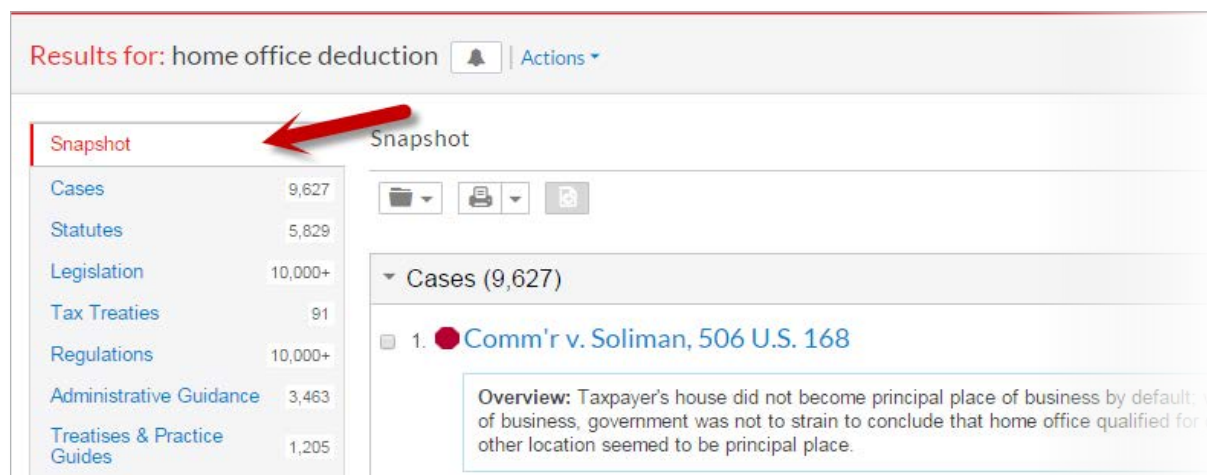 Results for: home office deduction | Actions
Snapshot
Cases 9,627
Statutes 5,829
Legislation 10,000+
Tax Treaties 91
Regulations 10,000+
Administrative Guidance 3,463
Treatises & Practice
Guides 1,205
Snapshot
Cases (9,627)
1. Comm'r v. Soliman, 506 U.S. 168
Overview: Taxpayer's house did not become principal place of business by default;
of business, government was not to strain to conclude that home office qualified for
other location seemed to be principal place.